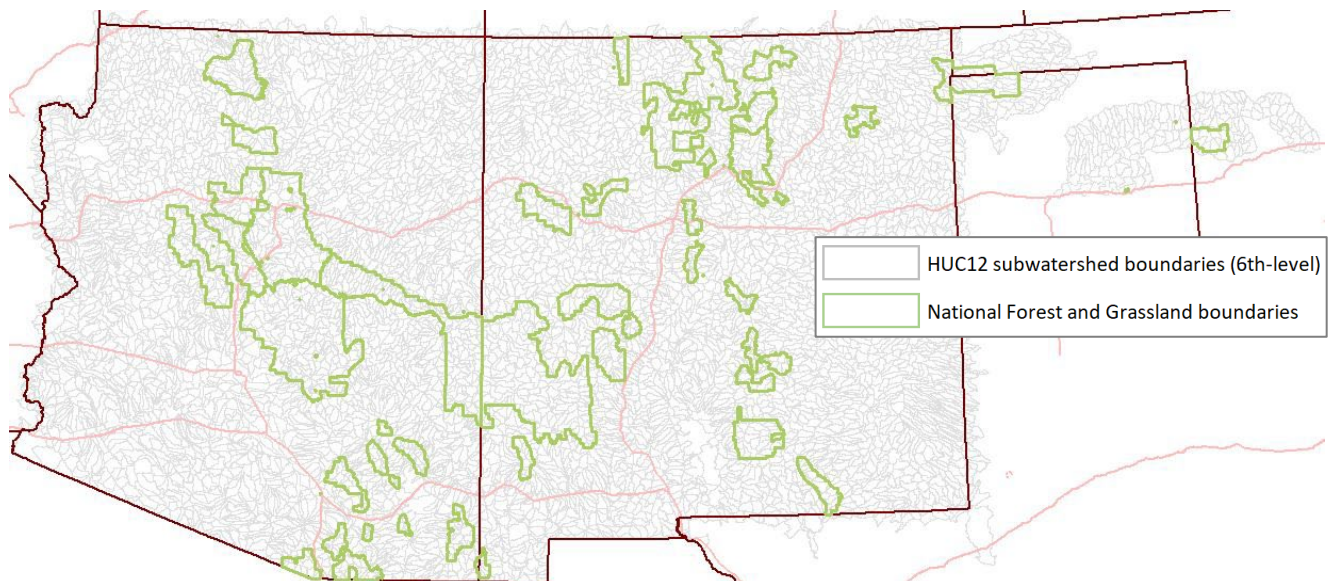 HUC12 subwatershed boundaries (6th-level)
National Forest and Grassland boundaries